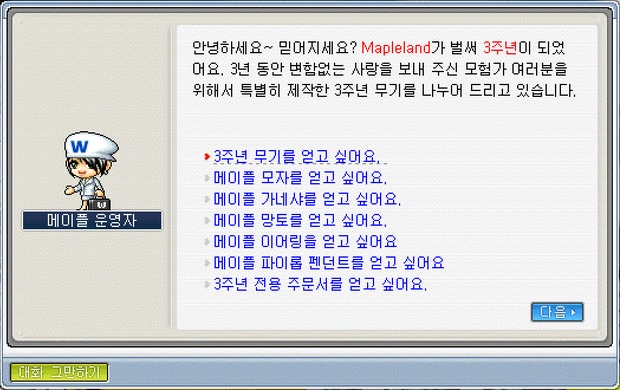 안녕하세요~ 믿어지세요? Mapleland가 벌써 3주년이 되었
어요. 3년 동안 변함없는 사랑을 보내 주신 모험가 여러분을
위해서 특별히 제작한 3주년 무기를 나누어 드리고 있습니다.
3주년 무기를 얻고 싶어요.
메이플 모자를 얻고 싶어요.
메이플 가네샤를 얻고 싶어요.
메이플 망토를 얻고 싶어요.
메이플 이어링을 얻고 싶어요
메이플 파이롭 펜던트를 얻고 싶어요
3주년 전용 주문서를 얻고 싶어요.
W
메이플 운영자
다음
대화 그만하기